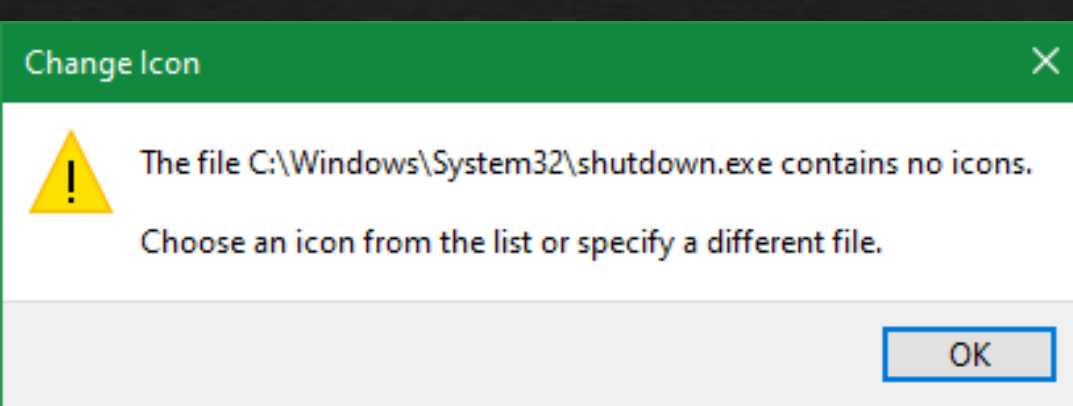 Change Icon
The file C:\Windows\System32\shutdown.exe contains no icons.
Choose an icon from the list or specify a different file.
OK